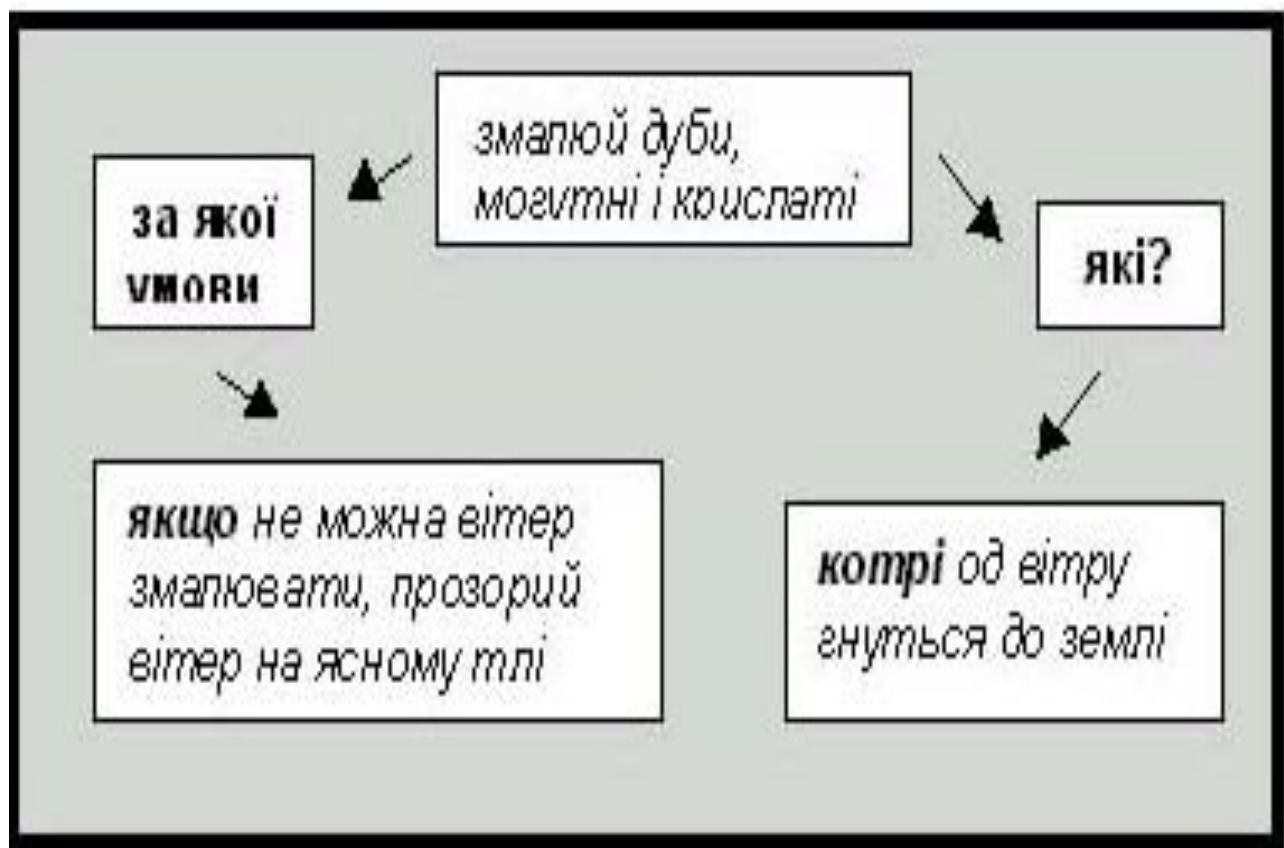 змалюй дуби,
могутні і крислаті
за якої
умови
які?
якщо не можна вітер
змалювати, прозорий
вітер на ясному тлі
котрі од вітру
гнуться до землі